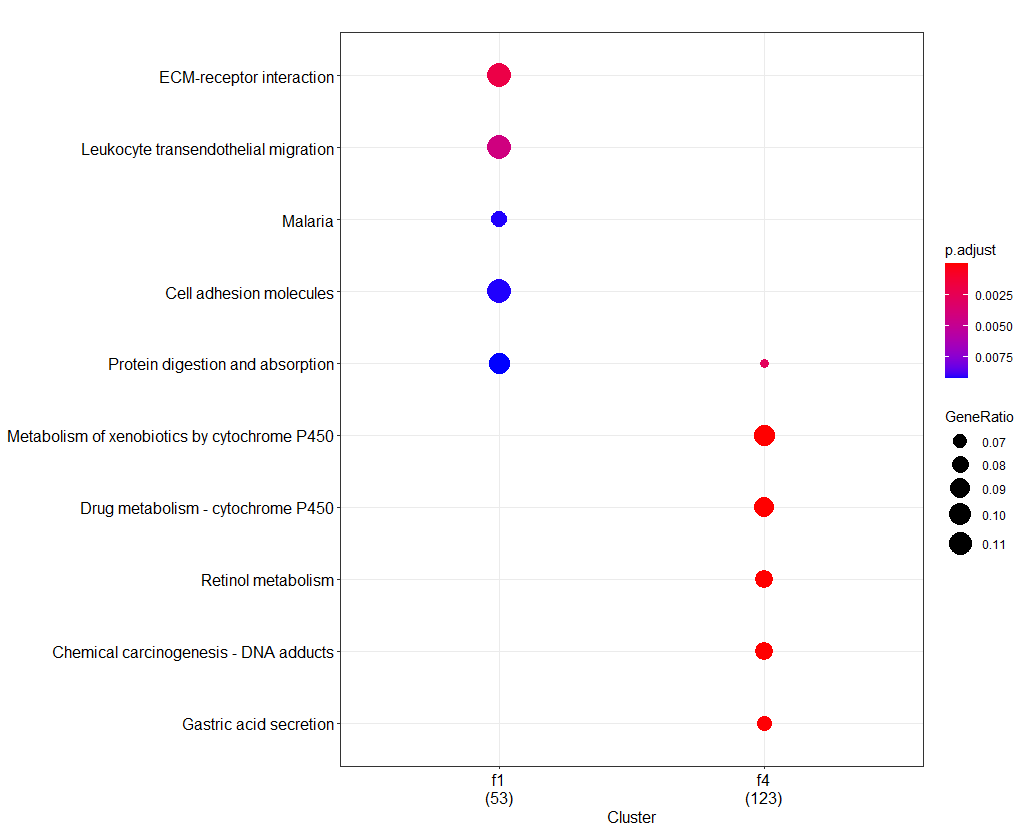 ECM-receptor interaction
Leukocyte transendothelial migration
Malaria
Cell adhesion molecules
Protein digestion and absorption
Metabolism of xenobiotics by cytochrome P450
Drug metabolism - cytochrome P450
Retinol metabolism
Chemical carcinogenesis - DNA adducts
Gastric acid secretion
f1
(53)
f4
(123)
Cluster
p.adjust
0.0025
0.0050
0.0075
GeneRatio
0.07
0.08
0.09
0.10
0.11